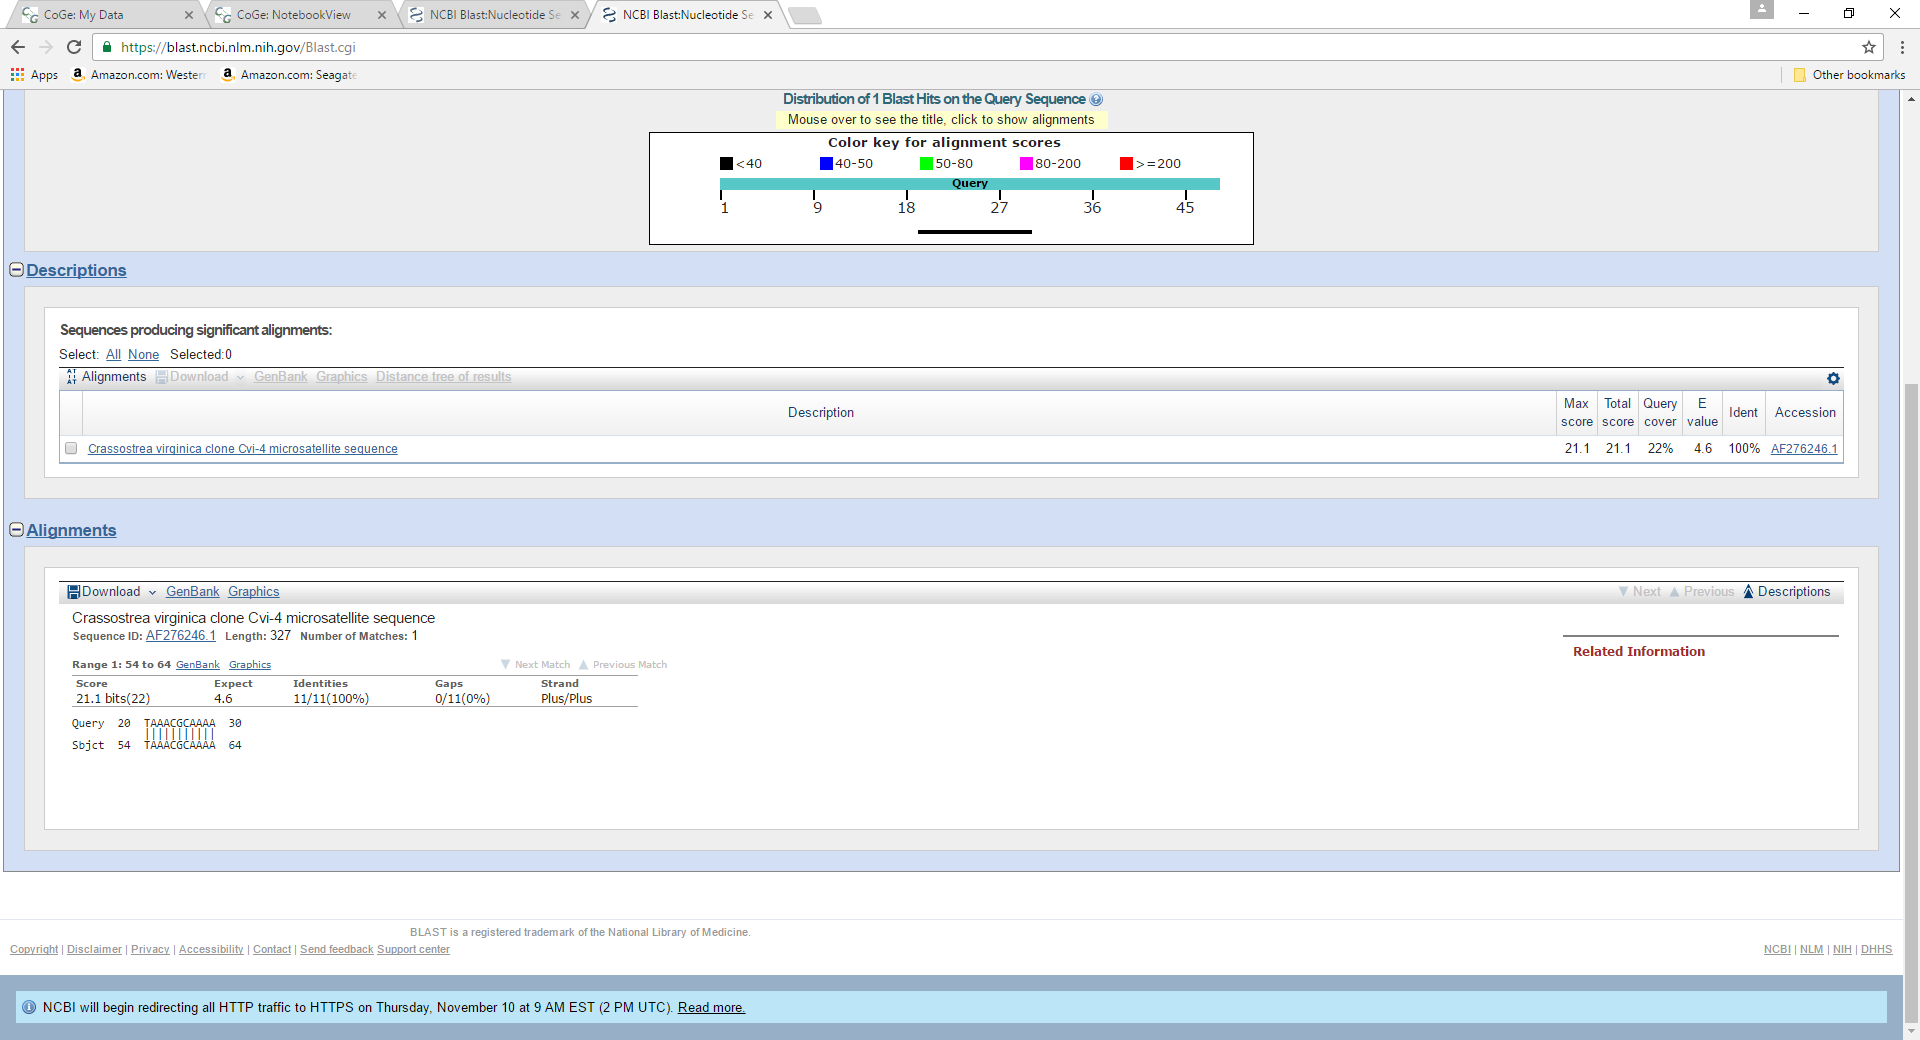 CoGe: My Data
CoGe: NotebookView
NCBI Blast:Nucleotide Se
NCBI Blast:Nucleotide Se
https://blast.ncbi.nlm.nih.gov/Blast.cgi
Apps
Amazon.com: Western
Amazon.com: Seagate
Other bookmarks
Distribution of 1 Blast Hits on the Query Sequence
Mouse over to see the title, click to show alignments
Color key for alignment scores
<40 40-50 50-80 80-200 >=200
Query
1 9 18 27 36 45
Descriptions
Sequences producing significant alignments:
Select: All None Selected:0
Alignments Download GenBank Graphics Distance tree of results
Description Max score Total score Query cover E value Ident Accession
Crassostrea virginica clone Cvi-4 microsatellite sequence 21.1 21.1 22% 4.6 100% AF276246.1
Alignments
Download GenBank Graphics Next Previous Descriptions
Crassostrea virginica clone Cvi-4 microsatellite sequence
Sequence ID: AF276246.1 Length: 327 Number of Matches: 1
Related Information
Range 1: 54 to 64 GenBank Graphics Next Match Previous Match
Score Expect Identities Gaps Strand
21.1 bits(22) 4.6 11/11(100%) 0/11(0%) Plus/Plus
Query 20 TAAACGCAAAA 30
|||||||||||
Sbjct 54 TAAACGCAAAA 64
BLAST is a registered trademark of the National Library of Medicine.
Copyright | Disclaimer | Privacy | Accessibility | Contact | Send feedback Support center
NCBI | NLM | NIH | DHHS
NCBI will begin redirecting all HTTP traffic to HTTPS on Thursday, November 10 at 9 AM EST (2 PM UTC). Read more.